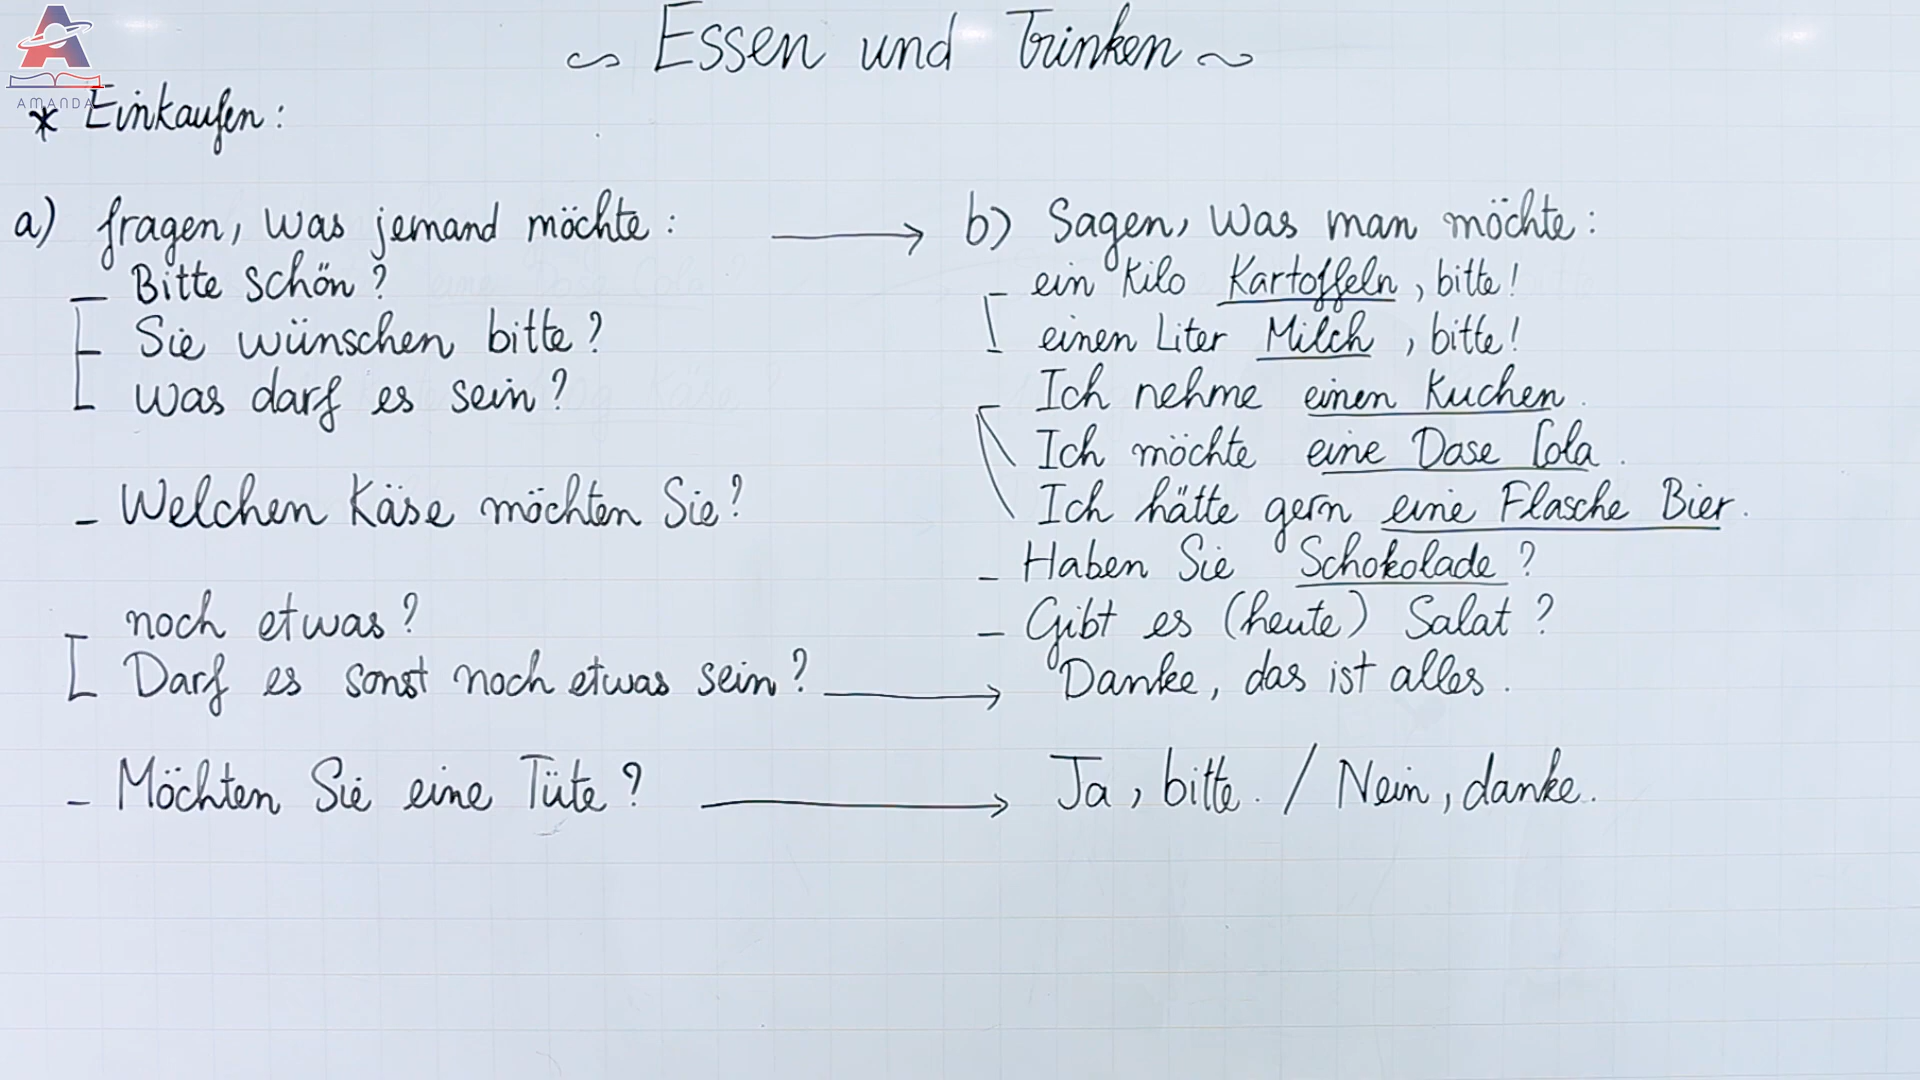 AMANDA
~ Essen und Trinken ~
* Einkaufen:
a) fragen, was jemand möchte:
- Bitte schön?
- Sie wünschen bitte?
- Was darf es sein?
- Welchen Käse möchten Sie?
noch etwas?
Darf es sonst noch etwas sein? →
- Möchten Sie eine Tüte? →
→ b) Sagen, was man möchte:
- ein Kilo Kartoffeln, bitte!
- einen Liter Milch, bitte!
Ich nehme einen Kuchen.
Ich möchte eine Dose Cola.
Ich hätte gern eine Flasche Bier.
- Haben Sie Schokolade?
- Gibt es (heute) Salat?
Danke, das ist alles.
Ja, bitte. / Nein, danke.